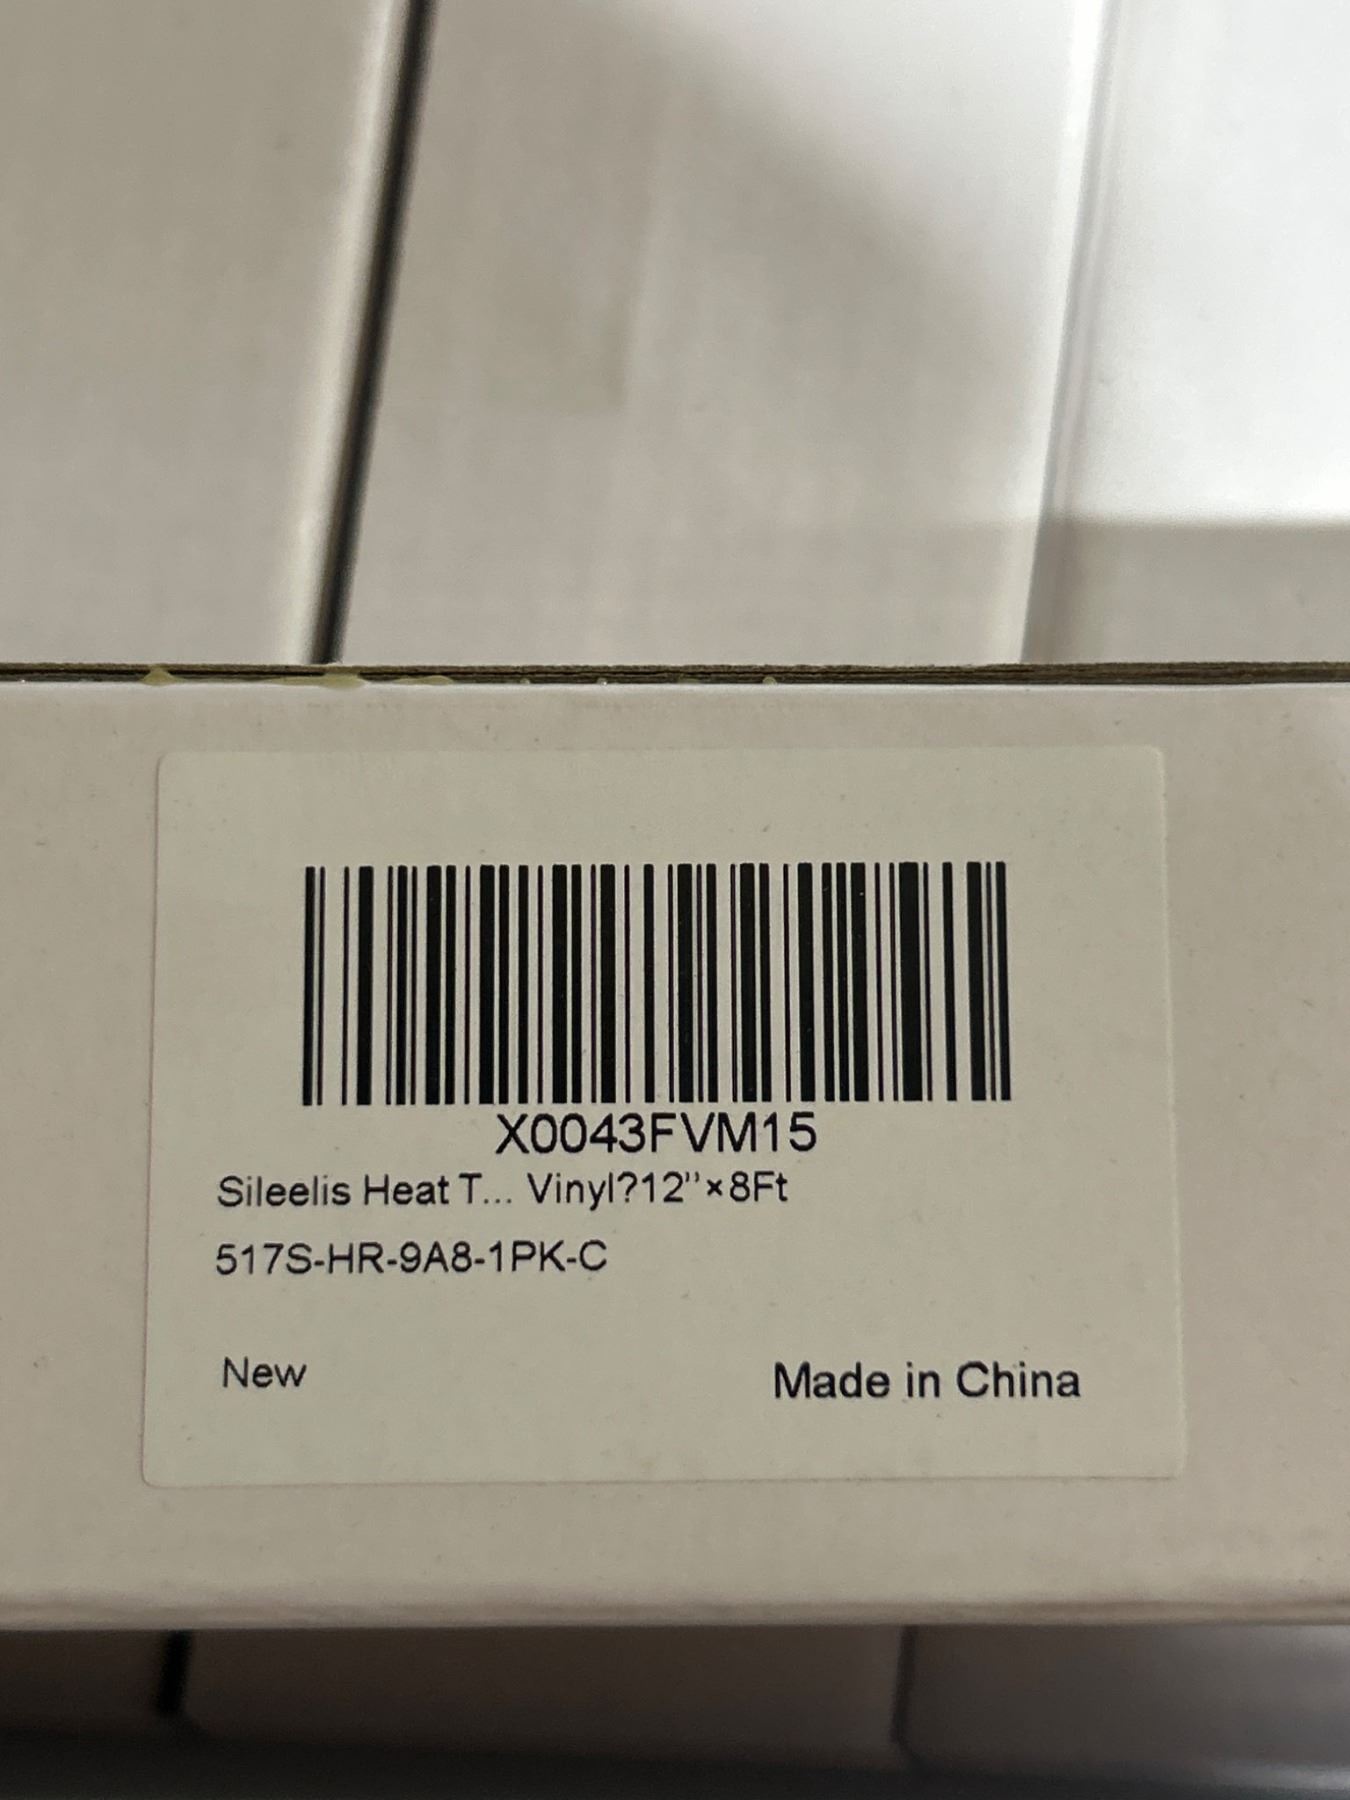 X0043FVM15
Sileelis Heat T... Vinyl?12''×8Ft
517S-HR-9A8-1PK-C
New
Made in China